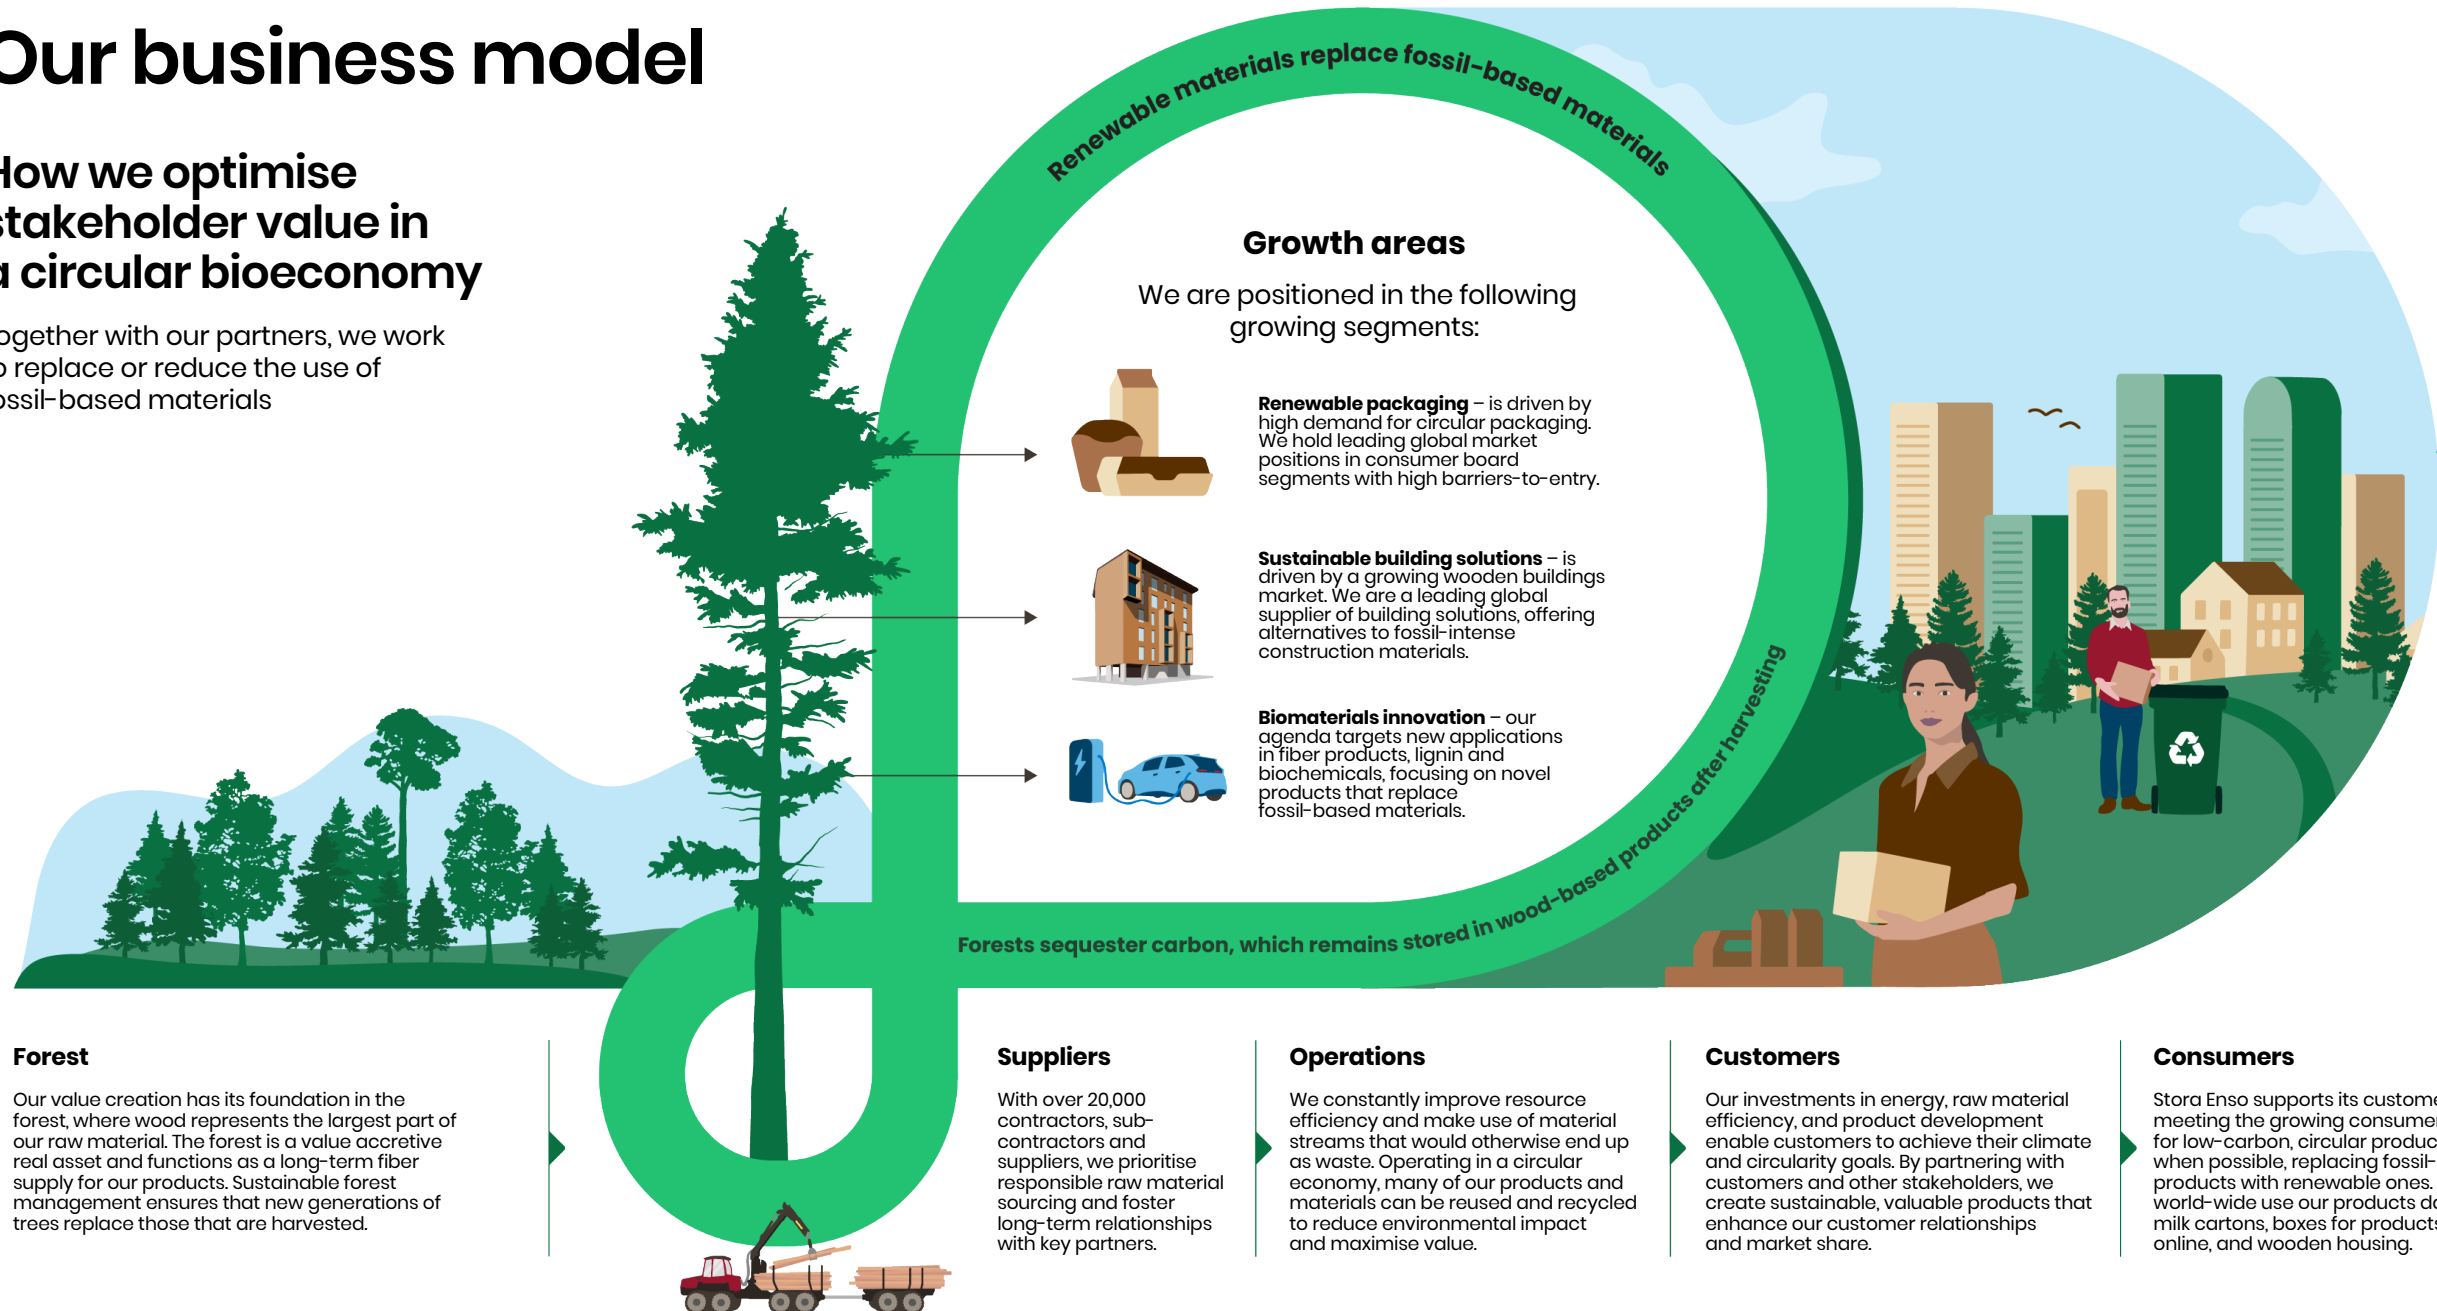 Our business model
How we optimise
stakeholder value in
a circular bioeconomy
Together with our partners, we work
to replace or reduce the use of
fossil-based materials
Renewable materials replace fossil-based materials
Growth areas
We are positioned in the following
growing segments:
Renewable packaging – is driven by
high demand for circular packaging.
We hold leading global market
positions in consumer board
segments with high barriers-to-entry.
Sustainable building solutions – is
driven by a growing wooden buildings
market. We are a leading global
supplier of building solutions, offering
alternatives to fossil-intense
construction materials.
Biomaterials innovation – our
agenda targets new applications
in fiber products, lignin and
biochemicals, focusing on novel
products that replace
fossil-based materials.
Forests sequester carbon, which remains stored in wood-based products after harvesting
Forest
Our value creation has its foundation in the
forest, where wood represents the largest part of
our raw material. The forest is a value accretive
real asset and functions as a long-term fiber
supply for our products. Sustainable forest
management ensures that new generations of
trees replace those that are harvested.
Suppliers
With over 20,000
contractors, sub-
contractors and
suppliers, we prioritise
responsible raw material
sourcing and foster
long-term relationships
with key partners.
Operations
We constantly improve resource
efficiency and make use of material
streams that would otherwise end up
as waste. Operating in a circular
economy, many of our products and
materials can be reused and recycled
to reduce environmental impact
and maximise value.
Customers
Our investments in energy, raw material
efficiency, and product development
enable customers to achieve their climate
and circularity goals. By partnering with
customers and other stakeholders, we
create sustainable, valuable products that
enhance our customer relationships
and market share.
Consumers
Stora Enso supports its
meeting the growing
for low-carbon, circular
when possible, replacing fossil-
products with renewable ones.
world-wide use our products
milk cartons, boxes for products
online, and wooden housing.